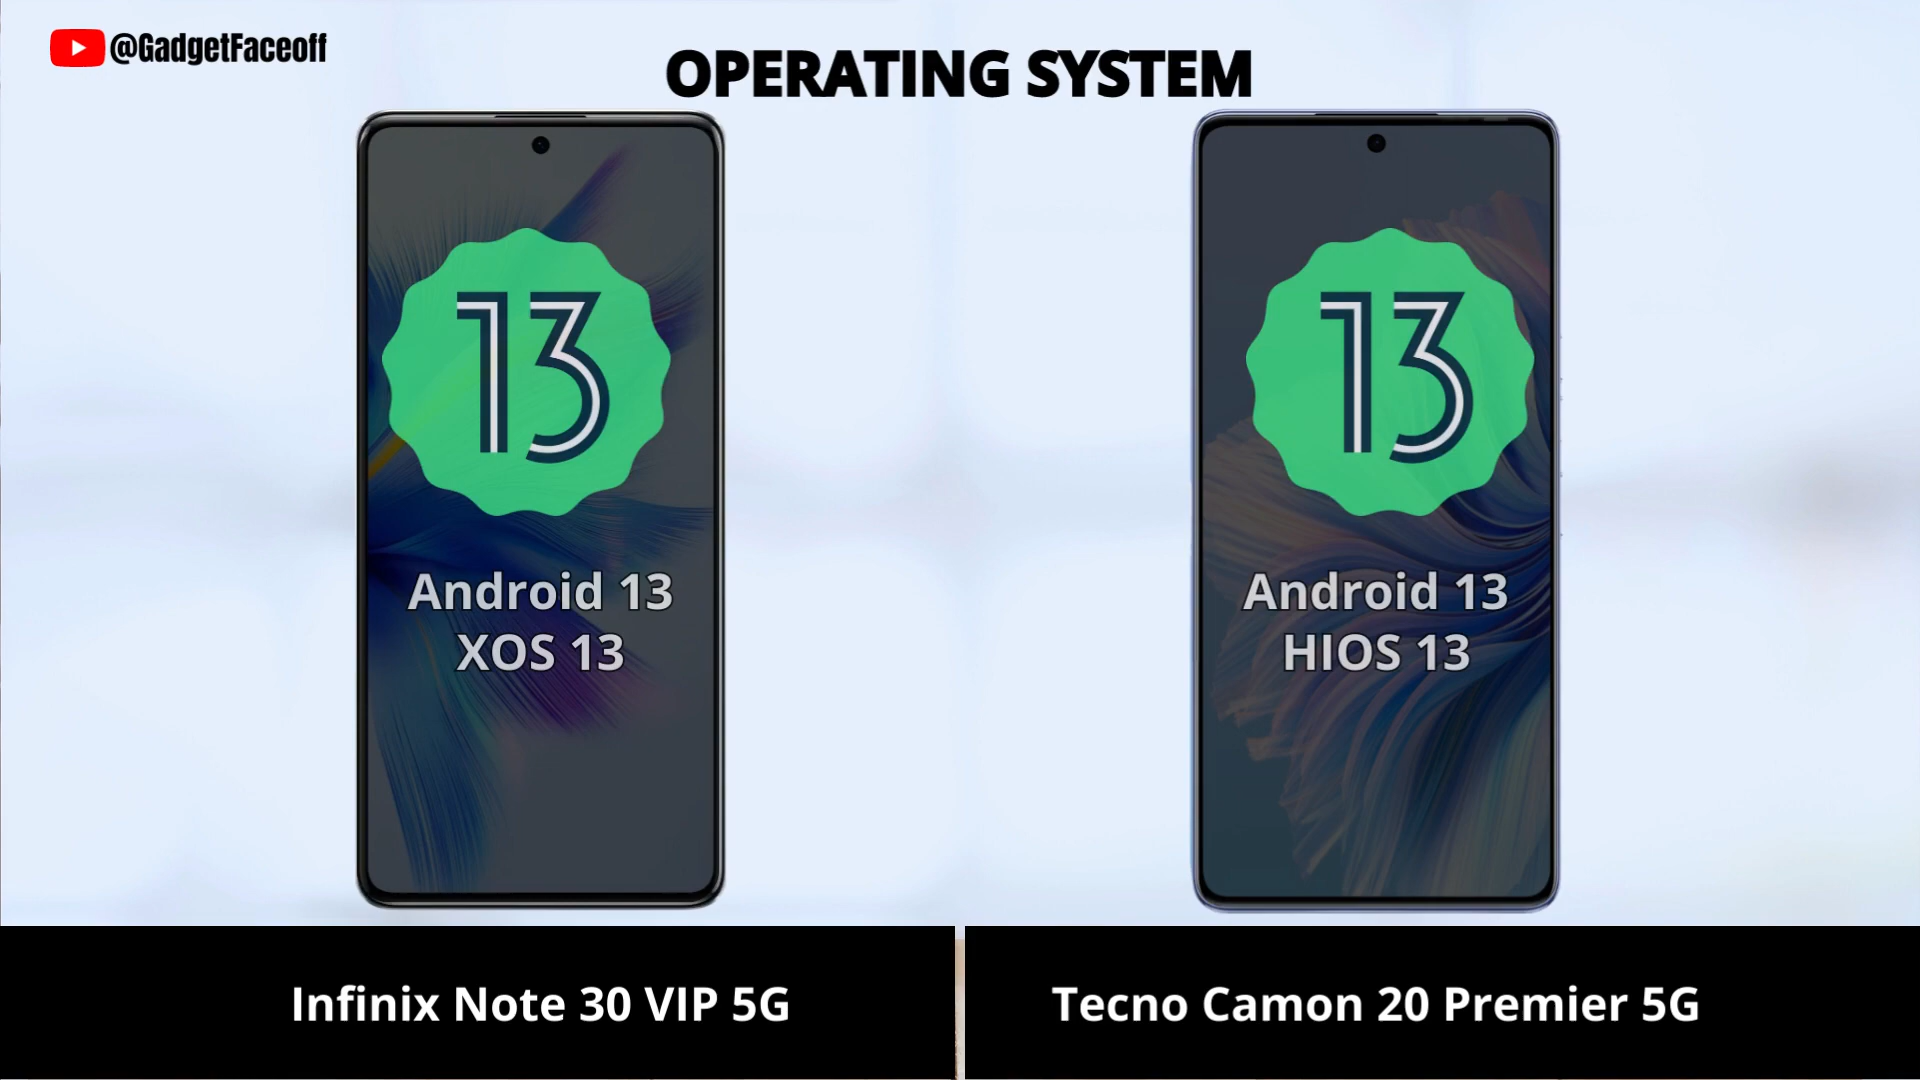 @GadgetFaceoff
OPERATING SYSTEM
13
Android 13
XOS 13
13
Android 13
HIOS 13
Infinix Note 30 VIP 5G
Tecno Camon 20 Premier 5G